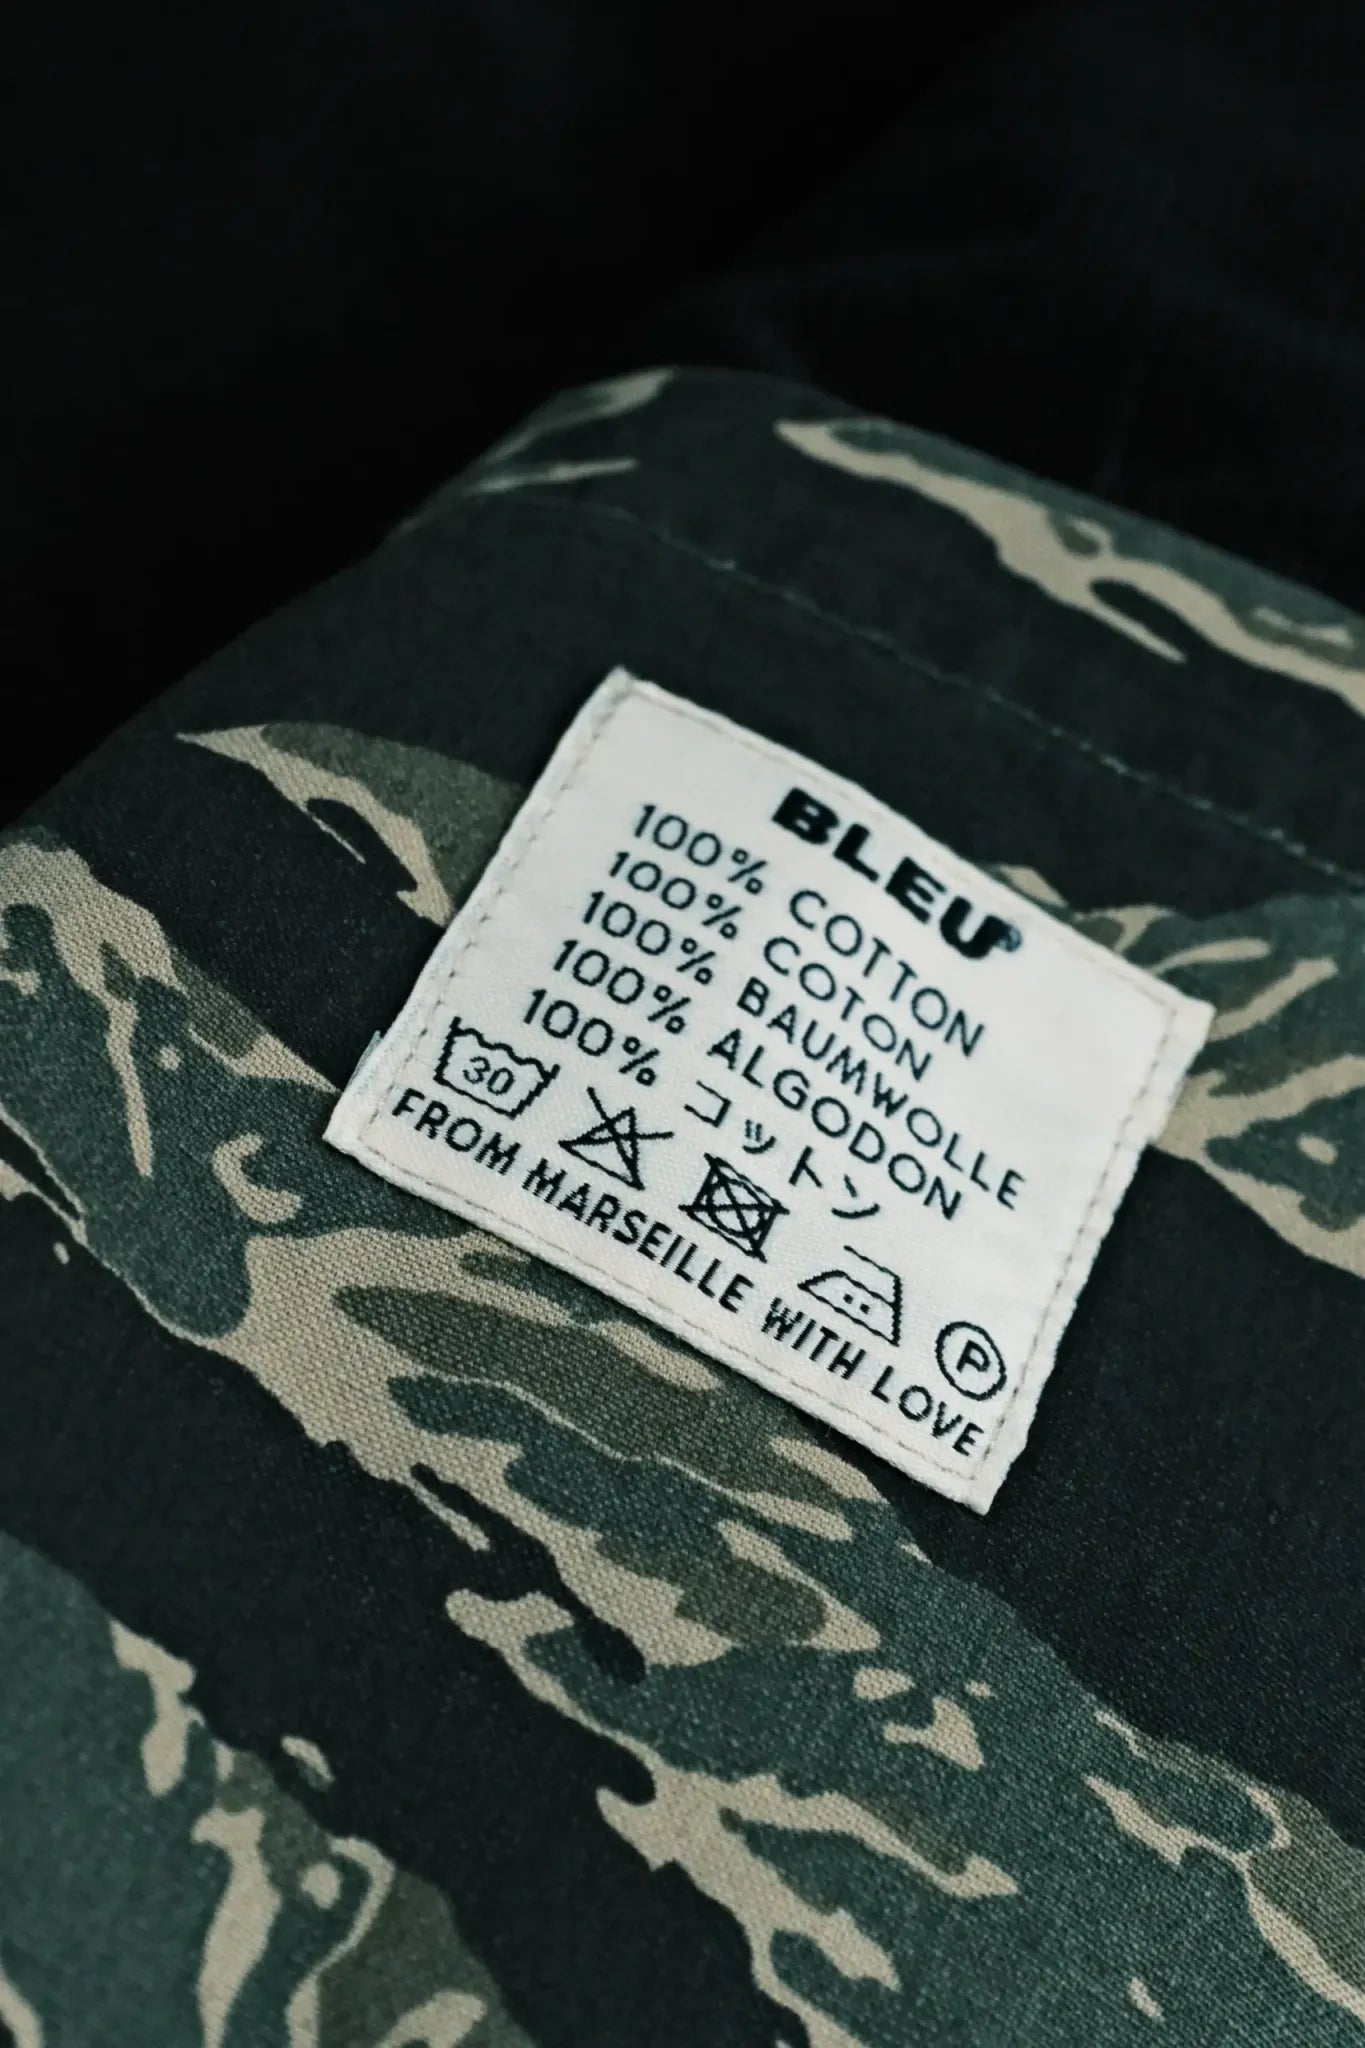 BLEU
100% COTTON
100% COTON
100% BAUMWOLLE
100% ALGODON
100% コットン
30
P
FROM MARSEILLE WITH LOVE